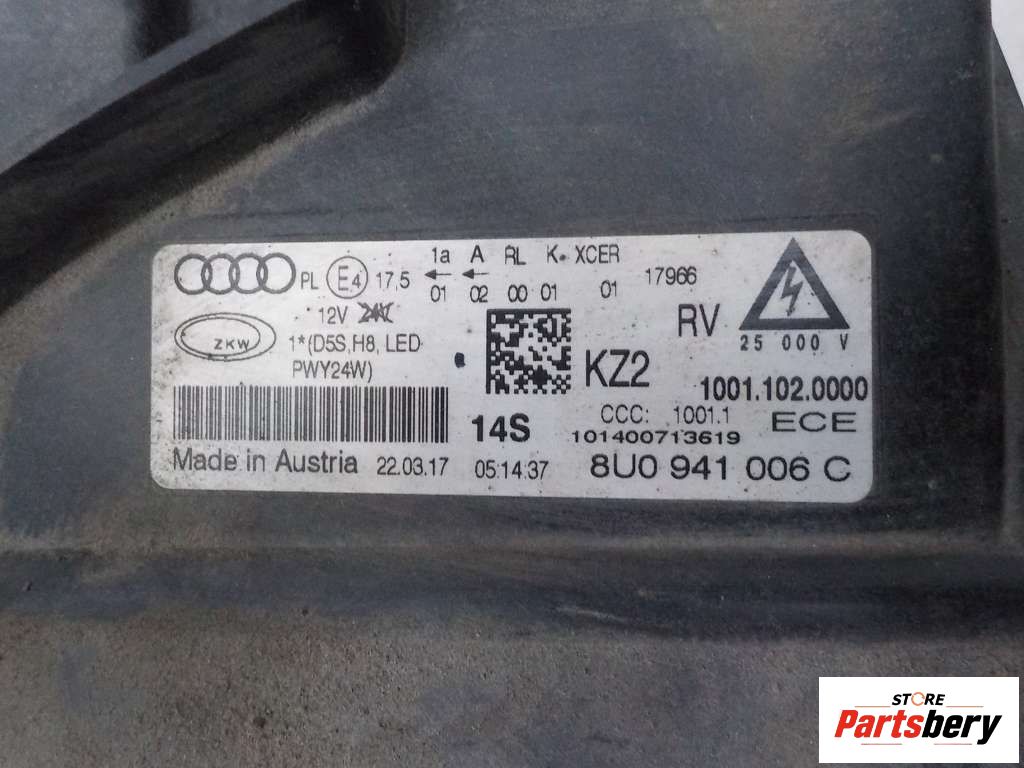 PL E4 17.5 1a A RL K XCER 17966
01 02 00 01 01
12V
ZKW 1*(D5S, H8, LED
PWY24W)
RV
25 000 V
KZ2
1001.102.0000
14S CCC: 1001.1 ECE
101400713619
Made in Austria 22.03.17 05:14:37 8U0 941 006 C
STORE
Partsbery